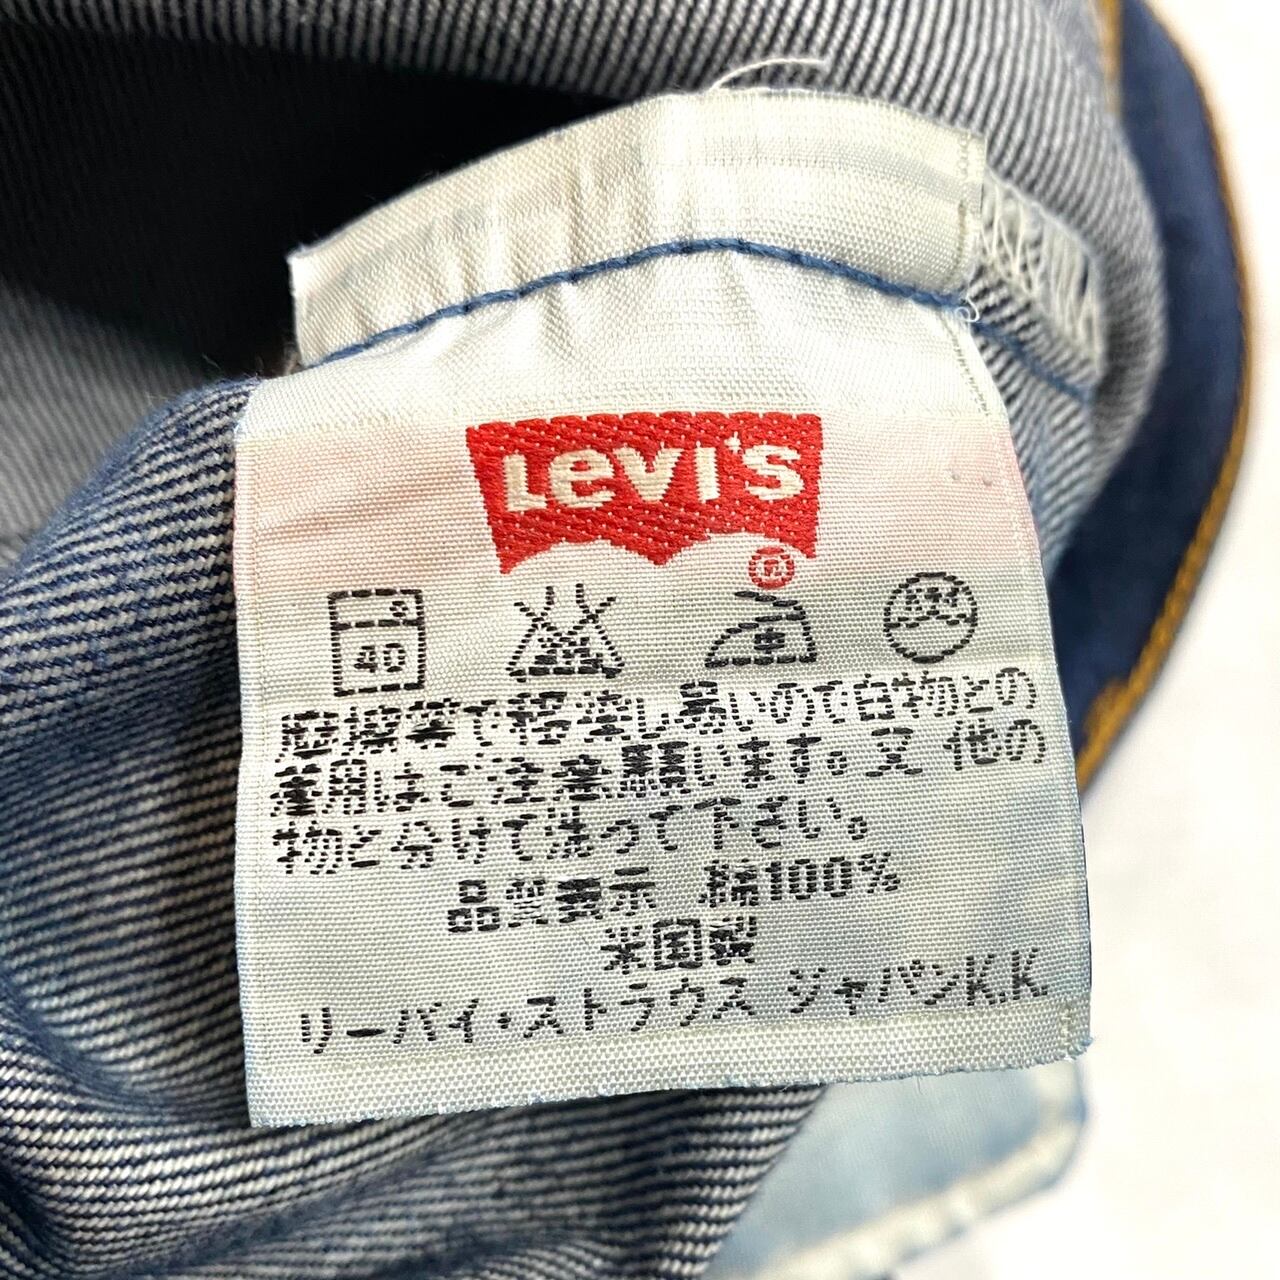 Levi's
®
40
中
摩擦等で移染し易いので白物との
着用はご注意願います。又 他の
物と分けて洗って下さい。
品質表示 綿100%
米国製
リーバイ・ストラウス ジャパンK.K.